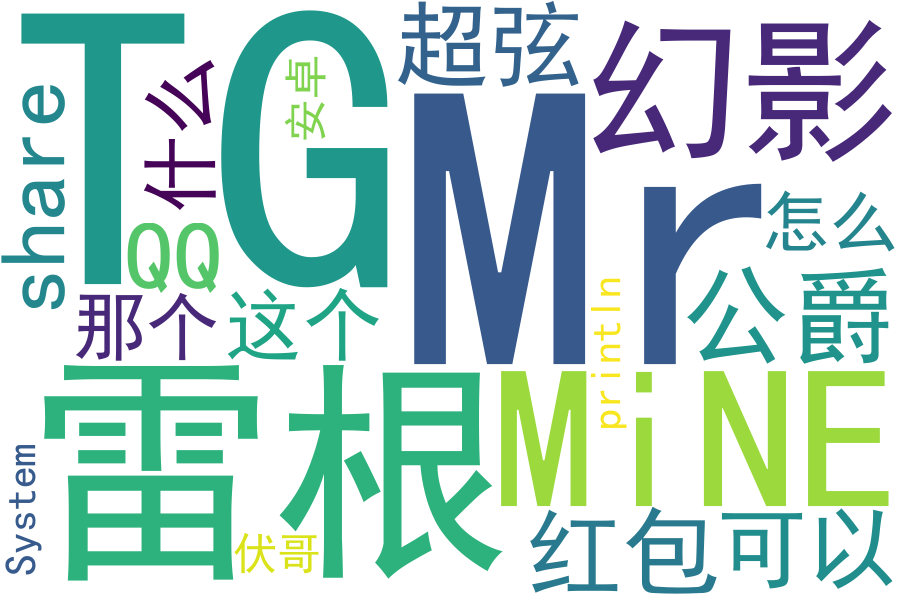 TG
Mr
超弦
幻影
share
什么
安卓
QQ
那个
这个
怎么
公爵
println
雷根
MiNE
System
伏哥
红包
可以